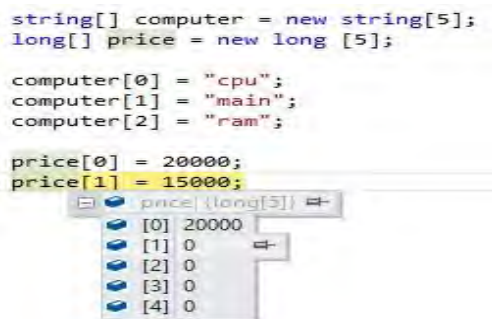 string[] computer = new string[5];
long[] price = new long [5];
computer[0] = "cpu";
computer[1] = "main";
computer[2] = "ram";
price[0] = 20000;
price[1] = 15000;
price {long[5]}
[0] 20000
[1] 0
[2] 0
[3] 0
[4] 0